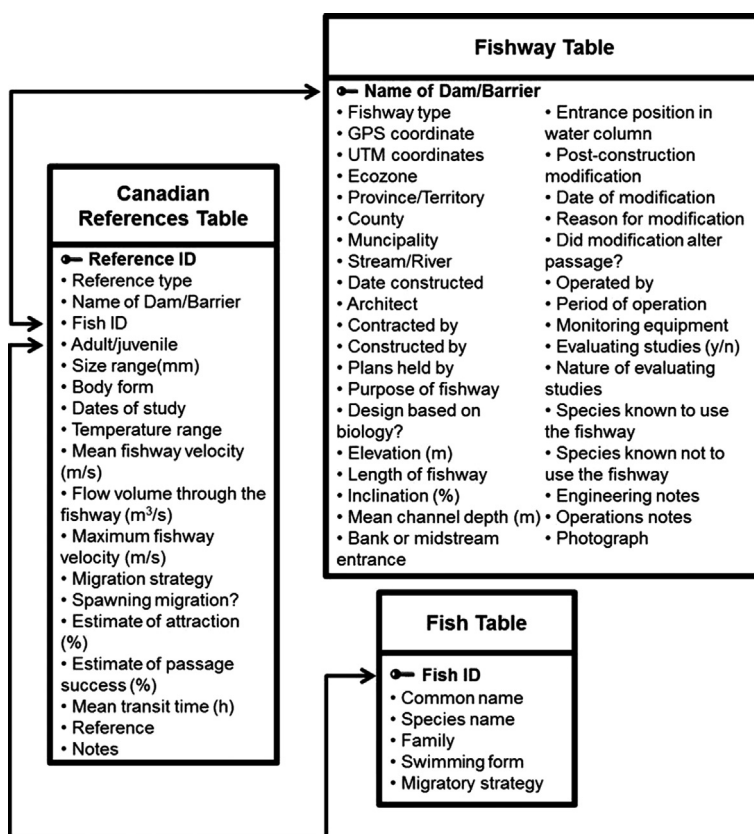 Fishway Table
Name of Dam/Barrier
• Fishway type
• GPS coordinate
• UTM coordinates
• Ecozone
• Province/Territory
• County
• Muncipality
• Stream/River
• Date constructed
• Architect
• Contracted by
• Constructed by
• Plans held by
• Purpose of fishway
• Design based on
biology?
• Elevation (m)
• Length of fishway
• Inclination (%)
• Mean channel depth (m)
• Bank or midstream
entrance
• Entrance position in
water column
• Post-construction
modification
• Date of modification
• Reason for modification
• Did modification alter
passage?
• Operated by
• Period of operation
• Monitoring equipment
• Evaluating studies (y/n)
• Nature of evaluating
studies
• Species known to use
the fishway
• Species known not to
use the fishway
• Engineering notes
• Operations notes
• Photograph
Canadian
References Table
Reference ID
• Reference type
• Name of Dam/Barrier
• Fish ID
• Adult/juvenile
• Size range(mm)
• Body form
• Dates of study
• Temperature range
• Mean fishway velocity
(m/s)
• Flow volume through the
fishway (m³/s)
• Maximum fishway
velocity (m/s)
• Migration strategy
• Spawning migration?
• Estimate of attraction
(%)
• Estimate of passage
success (%)
• Mean transit time (h)
• Reference
• Notes
Fish Table
Fish ID
• Common name
• Species name
• Family
• Swimming form
• Migratory strategy